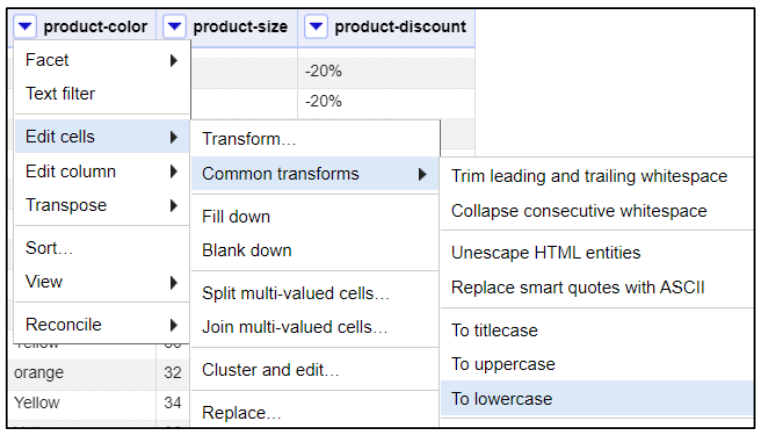 product-color product-size product-discount
Facet
-20%
Text filter
-20%
Edit cells
Transform…
Edit column
Common transforms
Trim leading and trailing whitespace
Transpose
Fill down
Collapse consecutive whitespace
Sort…
Blank down
Unescape HTML entities
View
Split multi-valued cells…
Replace smart quotes with ASCII
Reconcile
Join multi-valued cells…
To titlecase
orange 32
Cluster and edit…
To uppercase
Yellow 34
Replace…
To lowercase